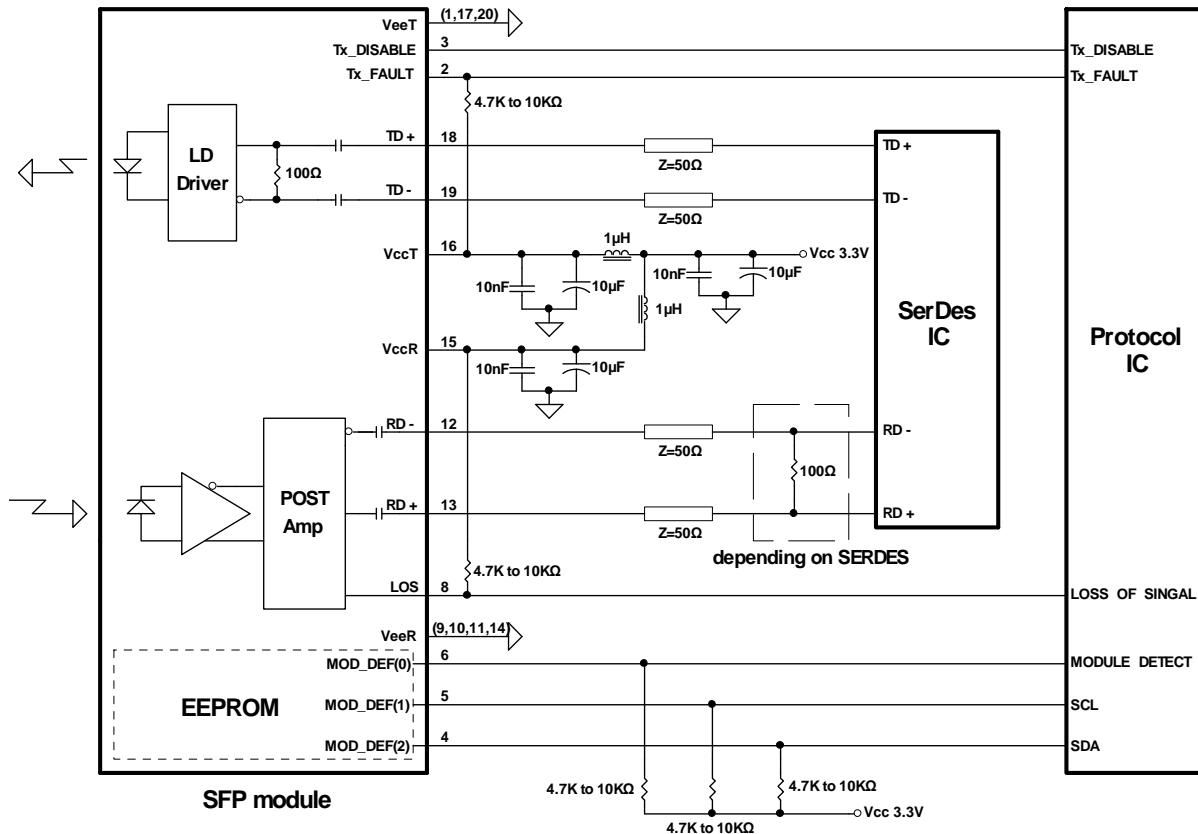 VeeT
(1,17,20)
Tx_DISABLE
3
Tx_DISABLE
Tx_FAULT
2
Tx_FAULT
4.7K to 10KΩ
LD
Driver
100Ω
TD +
18
Z=50Ω
TD +
TD -
19
Z=50Ω
TD -
VccT
16
1µH
Vcc 3.3V
10nF
10µF
10nF
10µF
1µH
SerDes
IC
Protocol
IC
VccR
15
10nF
10µF
RD -
12
Z=50Ω
RD -
100Ω
POST
Amp
RD +
13
Z=50Ω
RD +
depending on SERDES
4.7K to 10KΩ
LOS
8
LOSS OF SINGAL
VeeR
(9,10,11,14)
MOD_DEF(0)
6
MODULE DETECT
EEPROM
MOD_DEF(1)
5
SCL
MOD_DEF(2)
4
SDA
4.7K to 10KΩ
4.7K to 10KΩ
SFP module
Vcc 3.3V
4.7K to 10KΩ